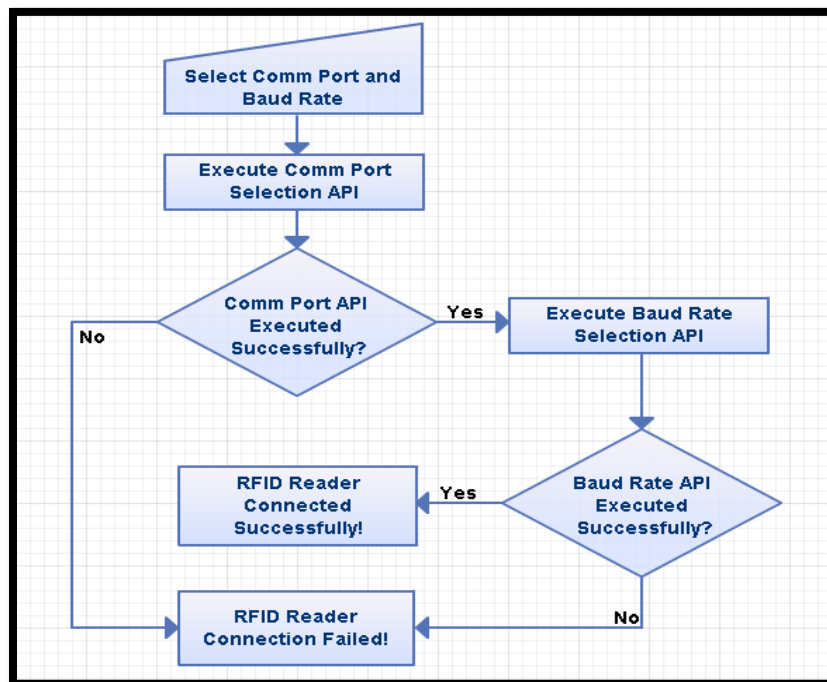 Select Comm Port and
Baud Rate
Execute Comm Port
Selection API
Comm Port API
Executed
Successfully?
No
Yes
Execute Baud Rate
Selection API
Baud Rate API
Executed
Successfully?
Yes
RFID Reader
Connected
Successfully!
No
RFID Reader
Connection Failed!